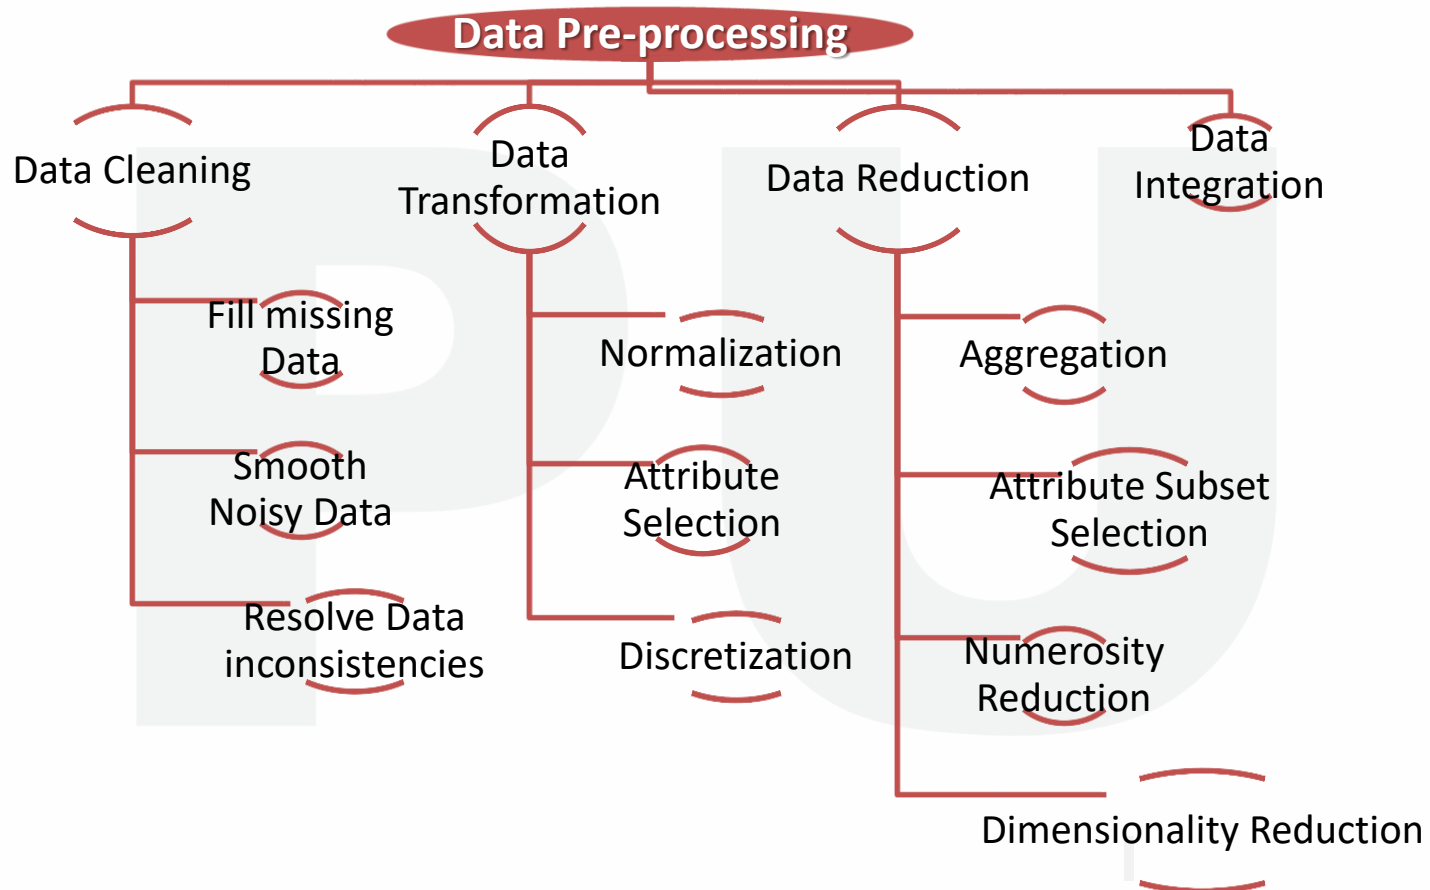 Data Pre-processing
Data Cleaning
Data
Transformation
Data Reduction
Data
Integration
Fill missing
Data
Smooth
Noisy Data
Resolve Data
inconsistencies
Normalization
Attribute
Selection
Discretization
Aggregation
Attribute Subset
Selection
Numerosity
Reduction
Dimensionality Reduction
PU